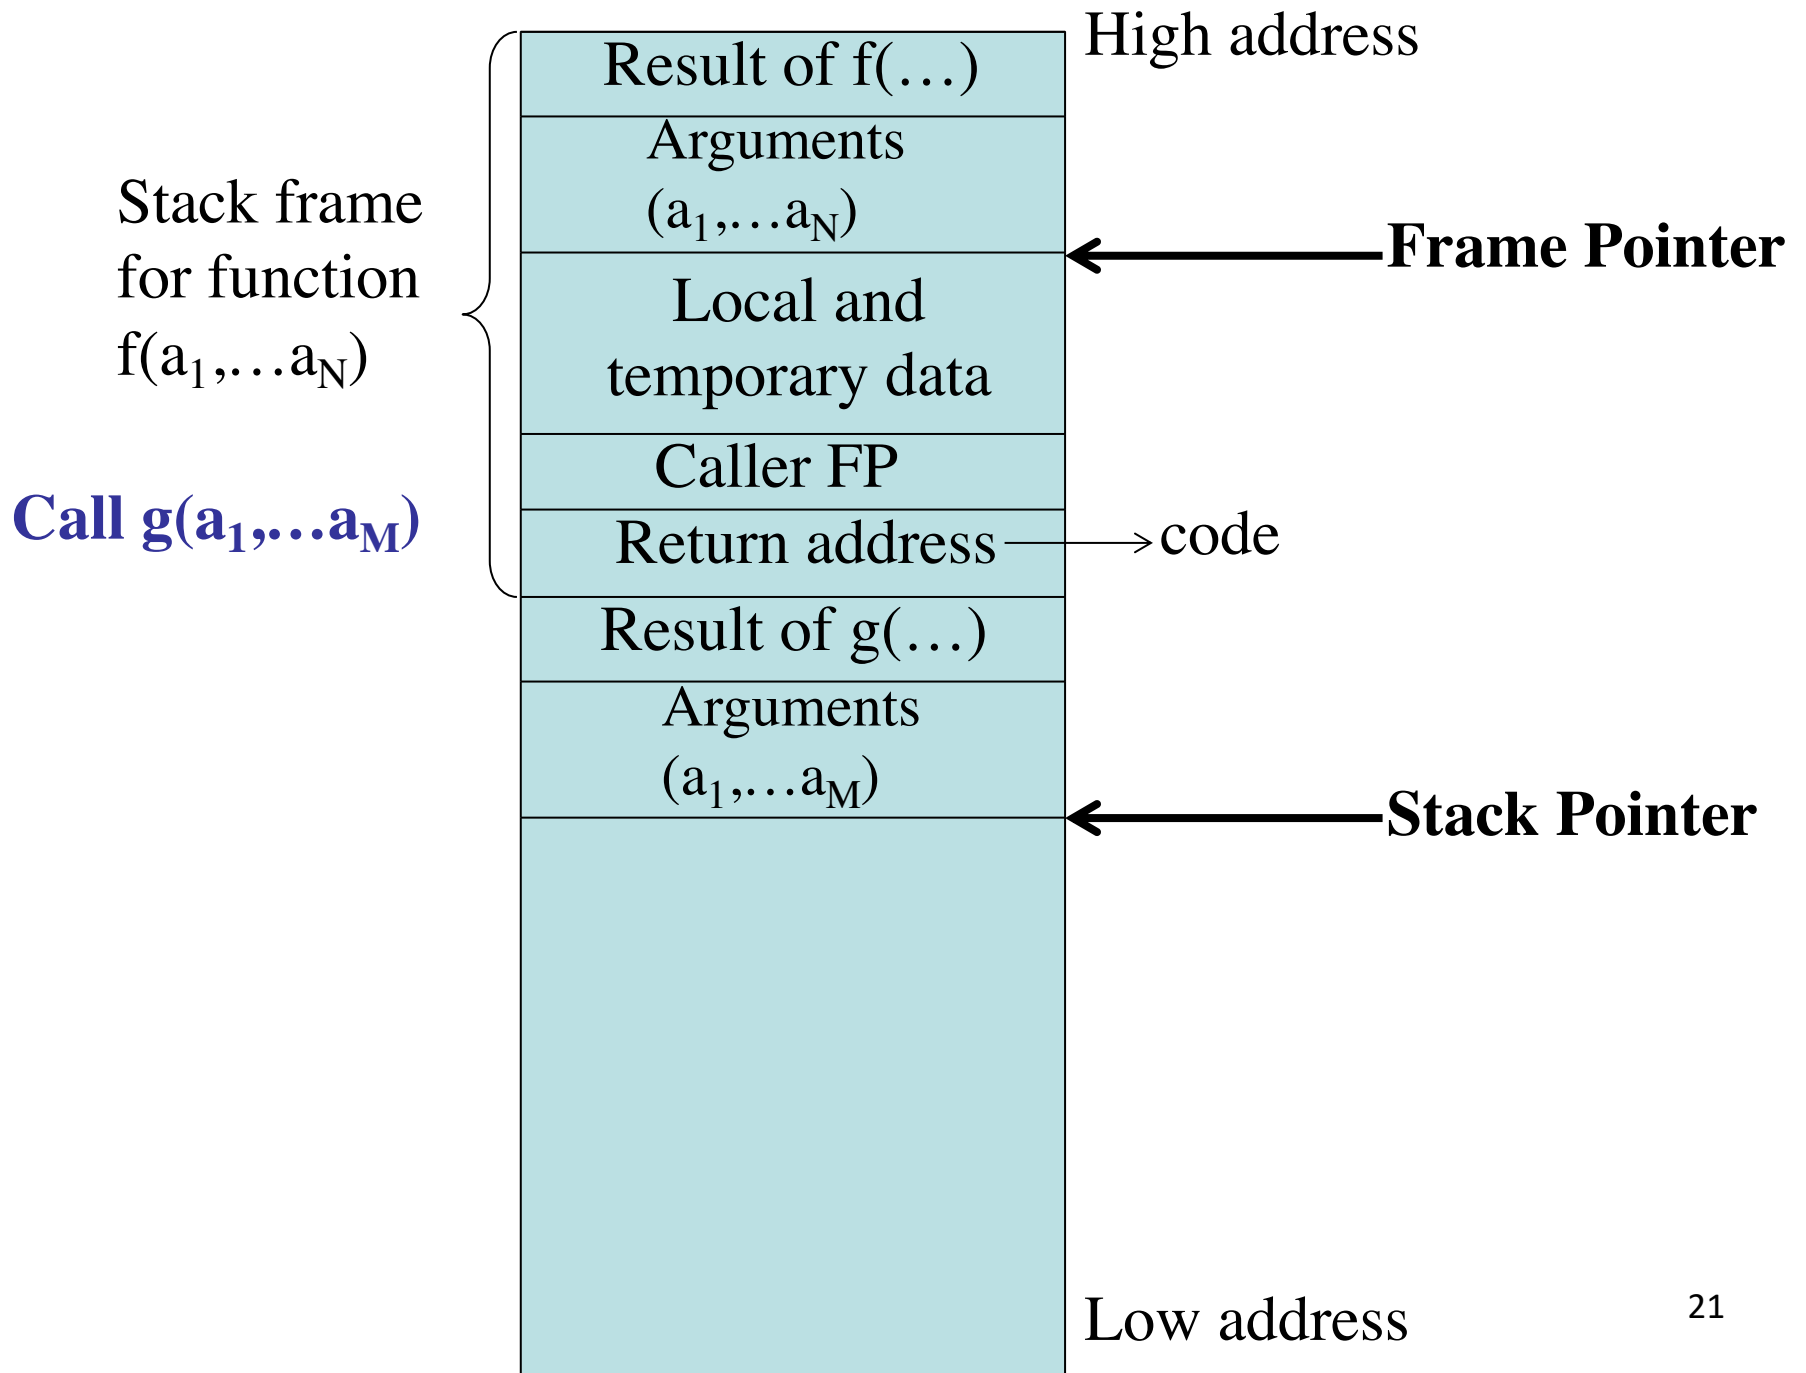 High address
Result of f(…)
Arguments
(a₁,…aN)
Stack frame
for function
f(a₁,…aN)
Frame Pointer
Local and
temporary data
Caller FP
Call g(a₁,…aM)
Return address
code
Result of g(…)
Arguments
(a₁,…aM)
Stack Pointer
Low address
21